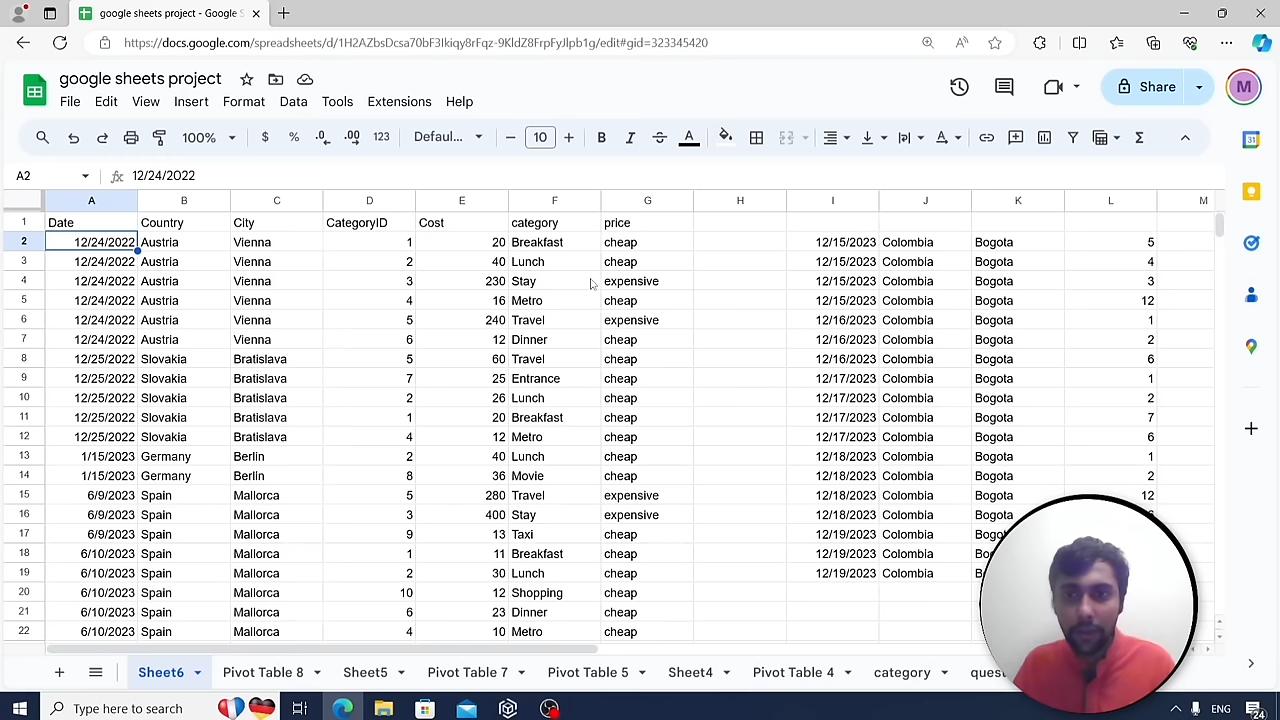 google sheets project - Google S
https://docs.google.com/spreadsheets/d/1H2AZbsDcsa70bF3Ikiqy8rFqz-9KldZ8FrpFyJlpb1g/edit#gid=323345420
google sheets project
Share
M
File Edit View Insert Format Data Tools Extensions Help
100% $ % .0 .00 123 Defaul... 10 B I A
A2 fx 12/24/2022
A B C D E F G H I J K L M
1 Date Country City CategoryID Cost category price
2 12/24/2022 Austria Vienna 1 20 Breakfast cheap 12/15/2023 Colombia Bogota 5
3 12/24/2022 Austria Vienna 2 40 Lunch cheap 12/15/2023 Colombia Bogota 4
4 12/24/2022 Austria Vienna 3 230 Stay expensive 12/15/2023 Colombia Bogota 3
5 12/24/2022 Austria Vienna 4 16 Metro cheap 12/15/2023 Colombia Bogota 12
6 12/24/2022 Austria Vienna 5 240 Travel expensive 12/16/2023 Colombia Bogota 1
7 12/24/2022 Austria Vienna 6 12 Dinner cheap 12/16/2023 Colombia Bogota 2
8 12/25/2022 Slovakia Bratislava 5 60 Travel cheap 12/16/2023 Colombia Bogota 6
9 12/25/2022 Slovakia Bratislava 7 25 Entrance cheap 12/17/2023 Colombia Bogota 1
10 12/25/2022 Slovakia Bratislava 2 26 Lunch cheap 12/17/2023 Colombia Bogota 2
11 12/25/2022 Slovakia Bratislava 1 20 Breakfast cheap 12/17/2023 Colombia Bogota 7
12 12/25/2022 Slovakia Bratislava 4 12 Metro cheap 12/17/2023 Colombia Bogota 6
13 1/15/2023 Germany Berlin 2 40 Lunch cheap 12/18/2023 Colombia Bogota 1
14 1/15/2023 Germany Berlin 8 36 Movie cheap 12/18/2023 Colombia Bogota 2
15 6/9/2023 Spain Mallorca 5 280 Travel expensive 12/18/2023 Colombia Bogota 12
16 6/9/2023 Spain Mallorca 3 400 Stay expensive 12/18/2023 Colombia Bogota
17 6/9/2023 Spain Mallorca 9 13 Taxi cheap 12/19/2023 Colombia
18 6/10/2023 Spain Mallorca 1 11 Breakfast cheap 12/19/2023 Colombia
19 6/10/2023 Spain Mallorca 2 30 Lunch cheap 12/19/2023 Colombia
20 6/10/2023 Spain Mallorca 10 12 Shopping cheap
21 6/10/2023 Spain Mallorca 6 23 Dinner cheap
22 6/10/2023 Spain Mallorca 4 10 Metro cheap
Sheet6 Pivot Table 8 Sheet5 Pivot Table 7 Pivot Table 5 Sheet4 Pivot Table 4 category quest
Type here to search ENG 24